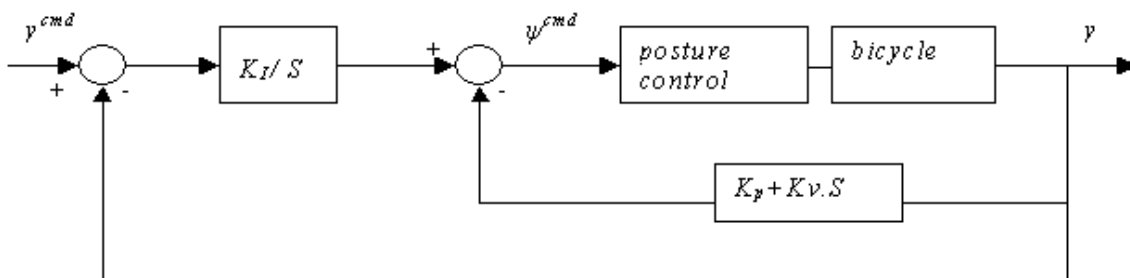 y^cmd
+
-
K_I/ S
+
-
ψ^cmd
posture
control
bicycle
y
K_p + Kv.S